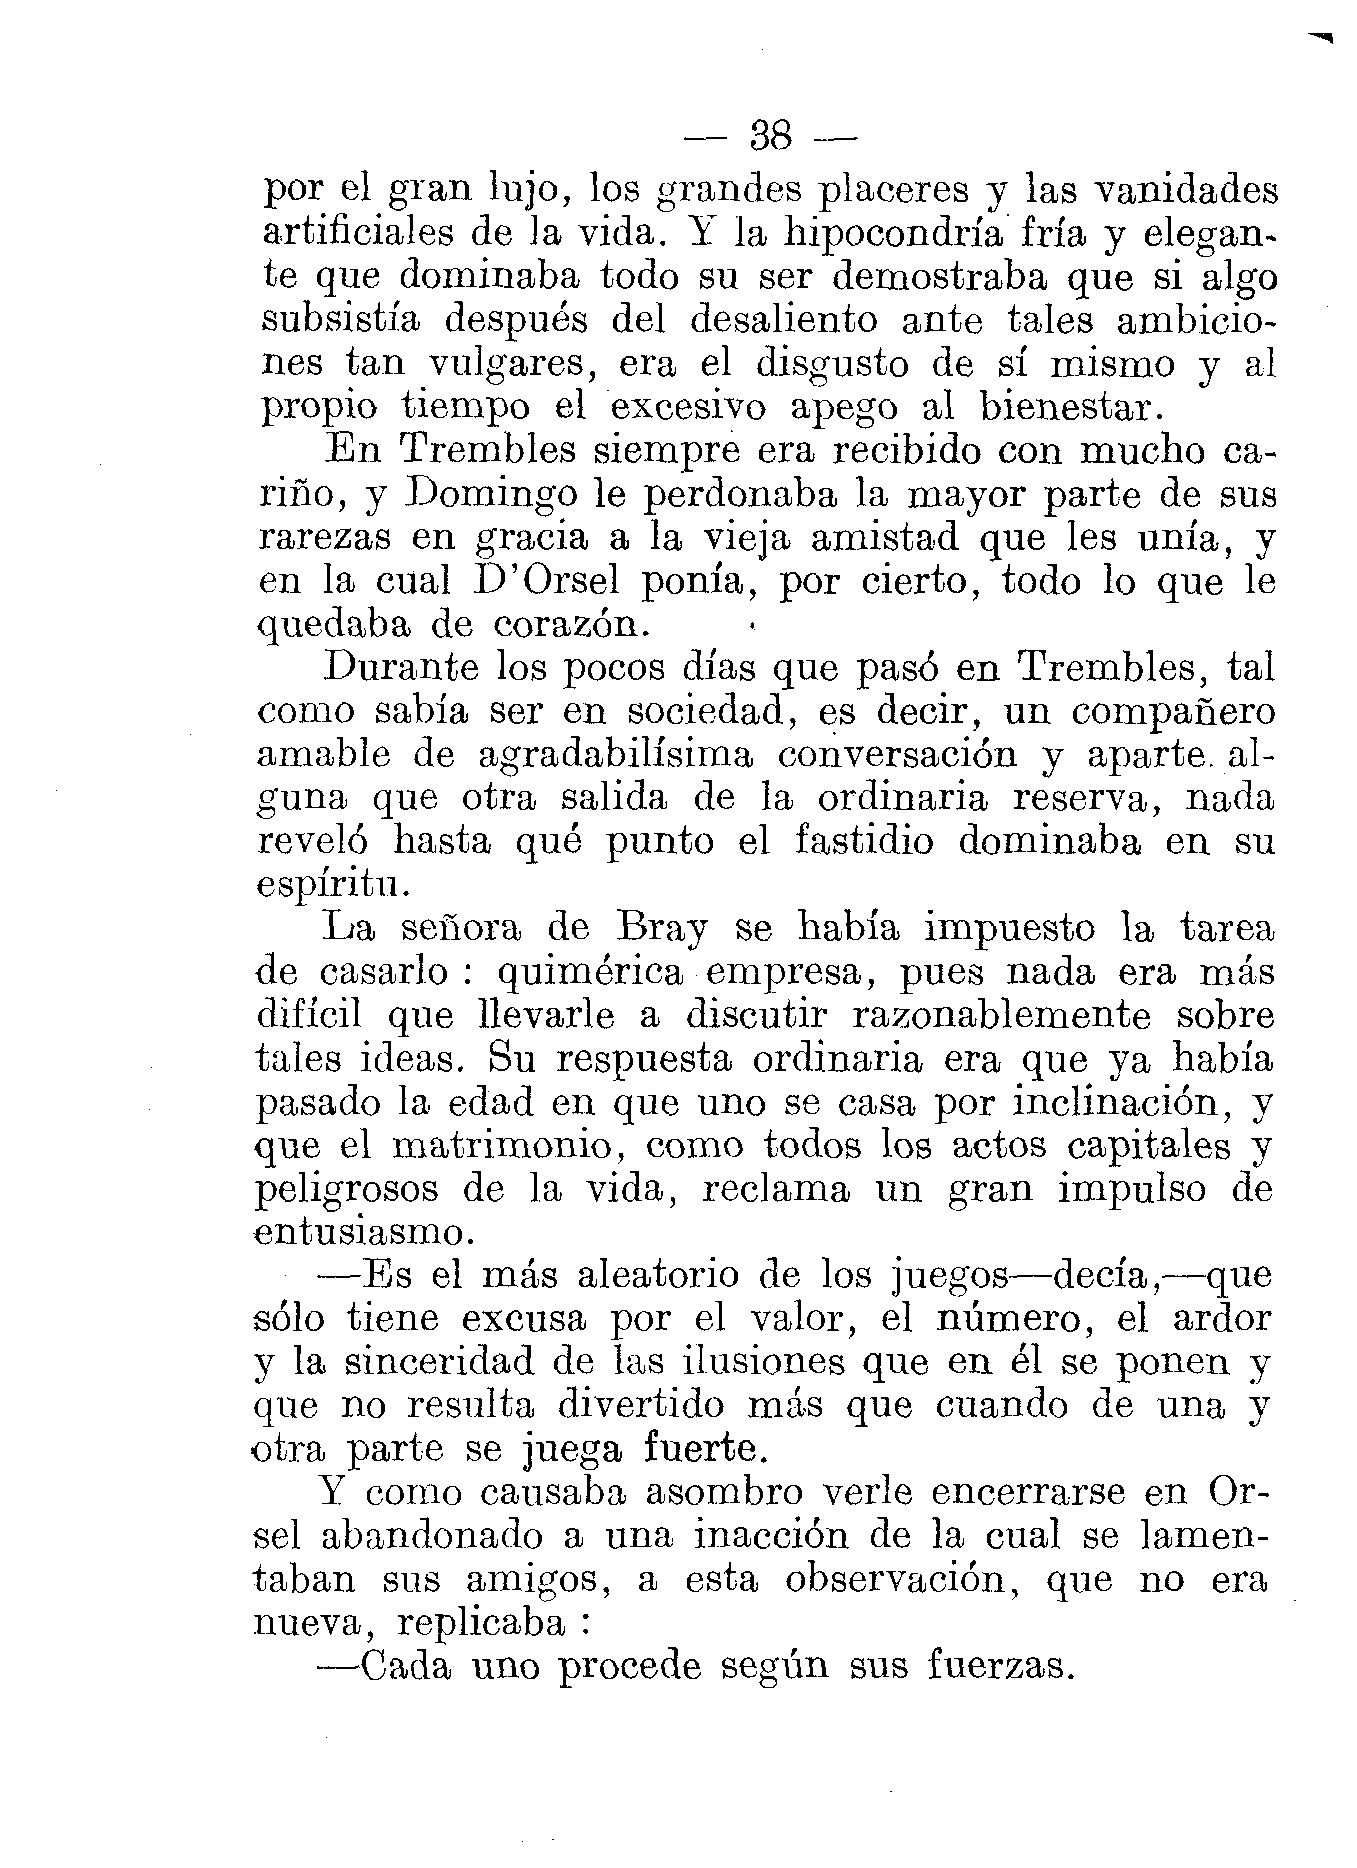 — 38 —
por el gran lujo, los grandes placeres y las vanidades
artificiales de la vida. Y la hipocondría fría y elegan-
te que dominaba todo su ser demostraba que si algo
subsistía después del desaliento ante tales ambicio-
nes tan vulgares, era el disgusto de sí mismo y al
propio tiempo el excesivo apego al bienestar.
En Trembles siempre era recibido con mucho ca-
riño, y Domingo le perdonaba la mayor parte de sus
rarezas en gracia a la vieja amistad que les unía, y
en la cual D'Orsel ponía, por cierto, todo lo que le
quedaba de corazón.
Durante los pocos días que pasó en Trembles, tal
como sabía ser en sociedad, es decir, un compañero
amable de agradabilísima conversación y aparte. al-
guna que otra salida de la ordinaria reserva, nada
reveló hasta qué punto el fastidio dominaba en su
espíritu.
La señora de Bray se había impuesto la tarea
de casarlo : quimérica empresa, pues nada era más
difícil que llevarle a discutir razonablemente sobre
tales ideas. Su respuesta ordinaria era que ya había
pasado la edad en que uno se casa por inclinación, y
que el matrimonio, como todos los actos capitales y
peligrosos de la vida, reclama un gran impulso de
entusiasmo.
—Es el más aleatorio de los juegos—decía,—que
sólo tiene excusa por el valor, el número, el ardor
y la sinceridad de las ilusiones que en él se ponen y
que no resulta divertido más que cuando de una y
otra parte se juega fuerte.
Y como causaba asombro verle encerrarse en Or-
sel abandonado a una inacción de la cual se lamen-
taban sus amigos, a esta observación, que no era
nueva, replicaba :
—Cada uno procede según sus fuerzas.